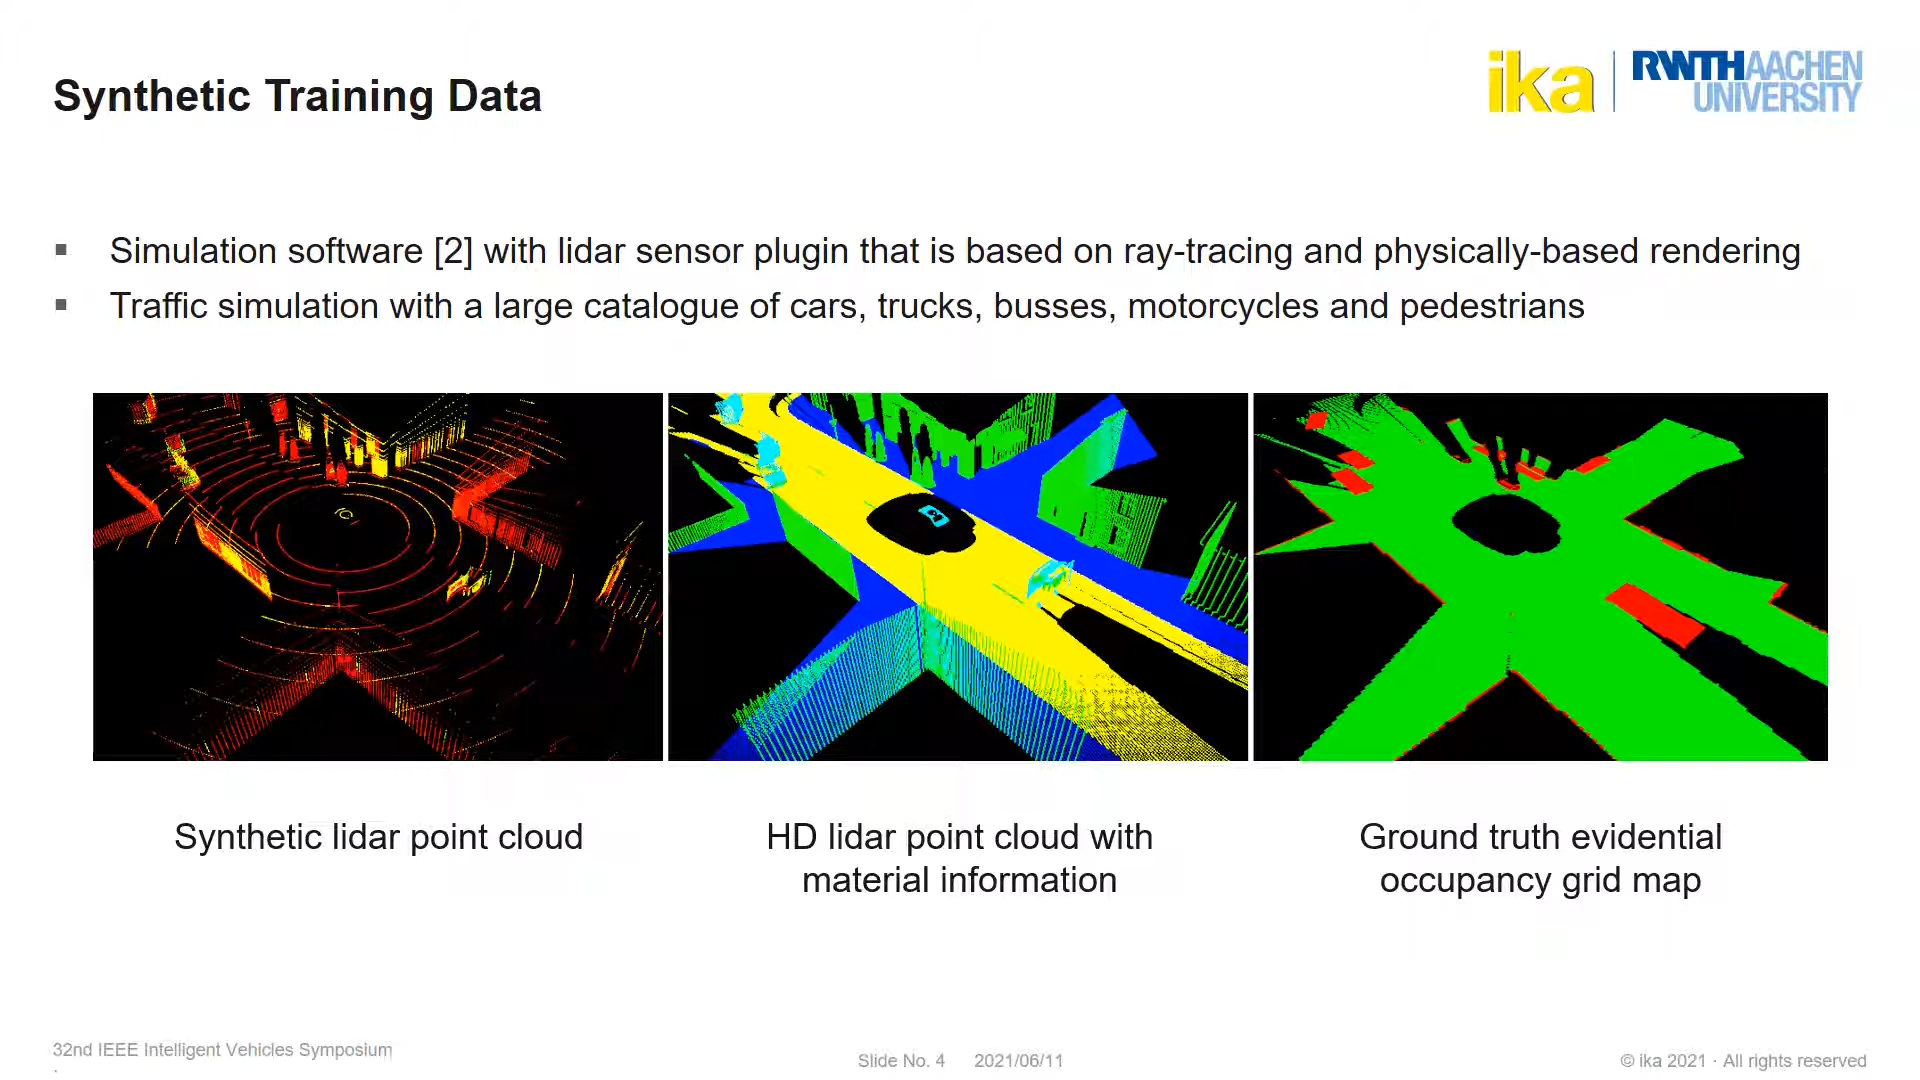 Synthetic Training Data
ika
RWTH AACHEN
UNIVERSITY
▪ Simulation software [2] with lidar sensor plugin that is based on ray-tracing and physically-based rendering
▪ Traffic simulation with a large catalogue of cars, trucks, busses, motorcycles and pedestrians
Synthetic lidar point cloud
HD lidar point cloud with
material information
Ground truth evidential
occupancy grid map
32nd IEEE Intelligent Vehicles Symposium
Slide No. 4 2021/06/11
© ika 2021 · All rights reserved